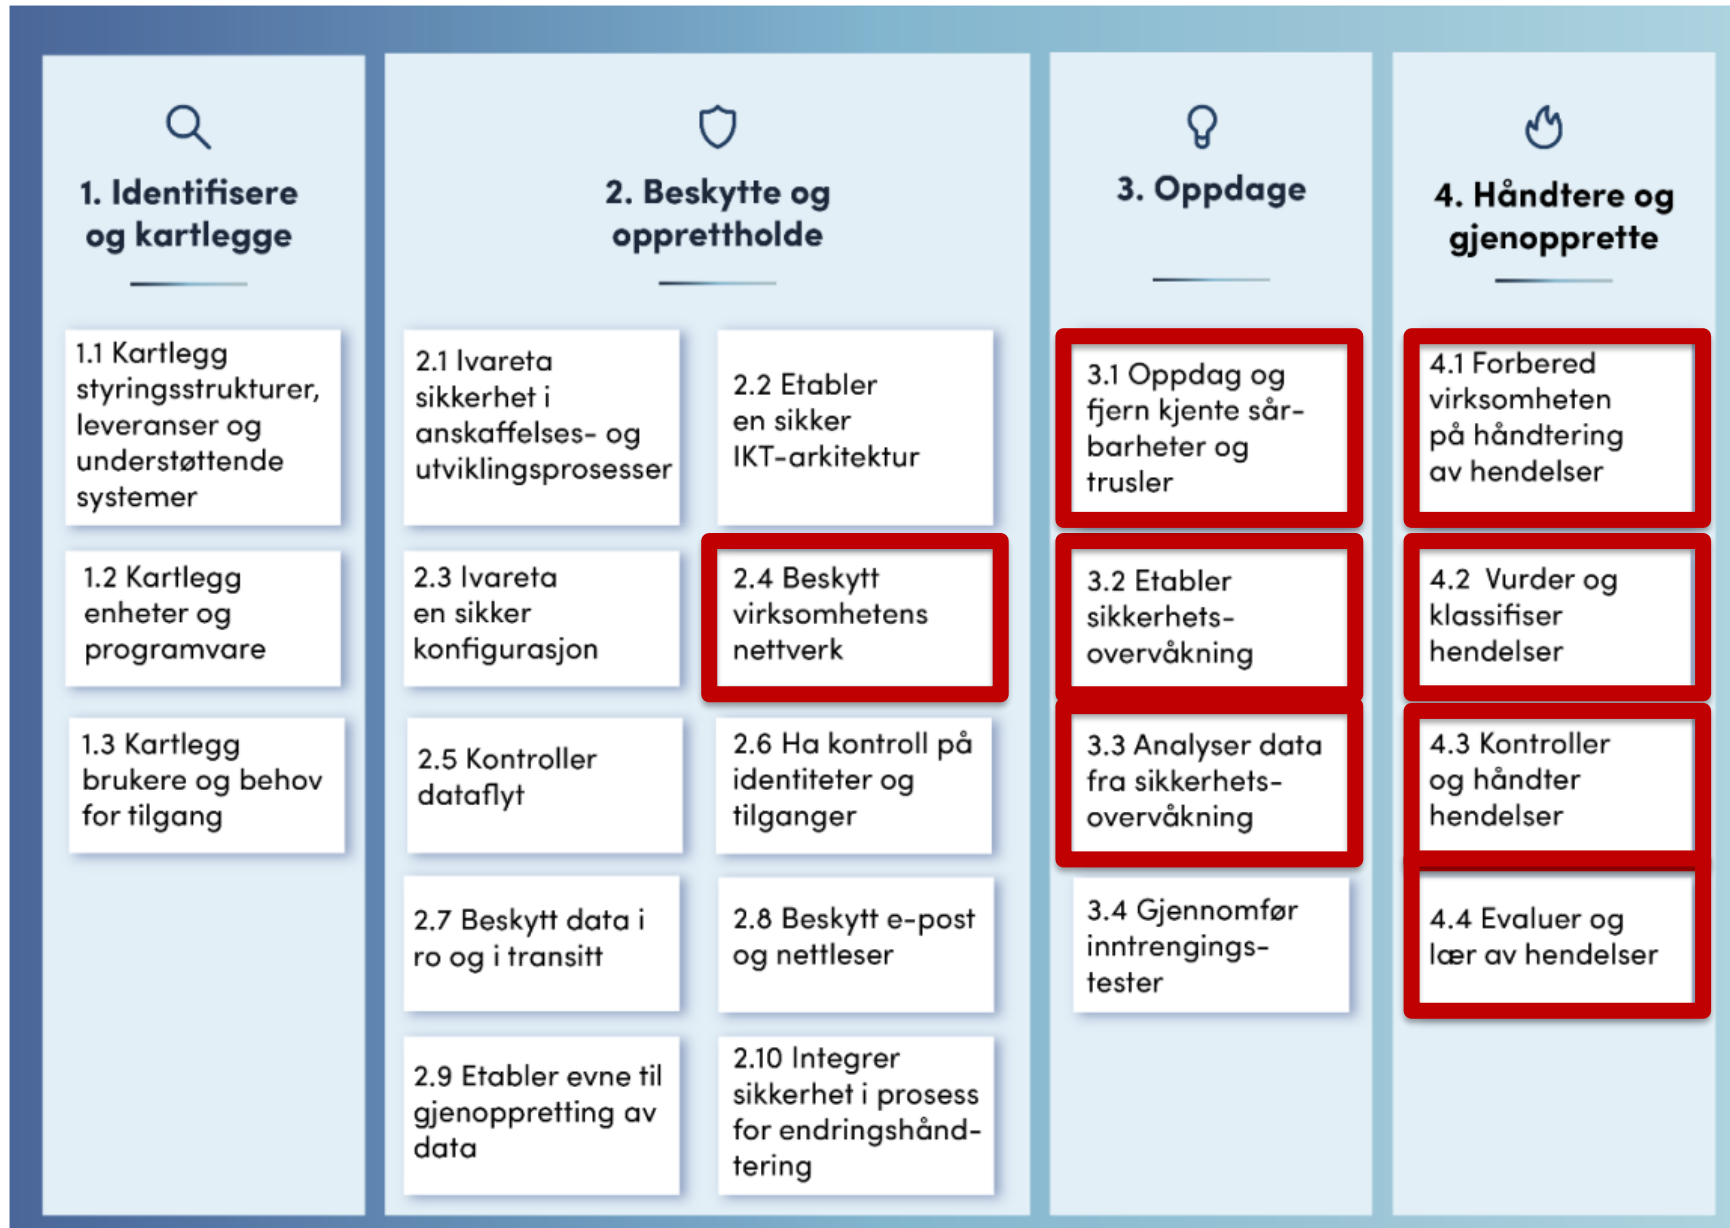 1. Identifisere
og kartlegge
1.1 Kartlegg
styringsstrukturer,
leveranser og
understøttende
systemer
1.2 Kartlegg
enheter og
programvare
1.3 Kartlegg
brukere og behov
for tilgang
2. Beskytte og
opprettholde
2.1 Ivareta
sikkerhet i
anskaffelses- og
utviklingsprosesser
2.2 Etabler
en sikker
IKT-arkitektur
2.3 Ivareta
en sikker
konfigurasjon
2.4 Beskytt
virksomhetens
nettverk
2.5 Kontroller
dataflyt
2.6 Ha kontroll på
identiteter og
tilganger
2.7 Beskytt data i
ro og i transitt
2.8 Beskytt e-post
og nettleser
2.9 Etabler evne til
gjenoppretting av
data
2.10 Integrer
sikkerhet i prosess
for endringshånd-
tering
3. Oppdage
3.1 Oppdag og
fjern kjente sår-
barheter og
trusler
3.2 Etabler
sikkerhets-
overvåkning
3.3 Analyser data
fra sikkerhets-
overvåkning
3.4 Gjennomfør
inntrengings-
tester
4. Håndtere og
gjenopprette
4.1 Forbered
virksomheten
på håndtering
av hendelser
4.2 Vurder og
klassifiser
hendelser
4.3 Kontroller
og håndter
hendelser
4.4 Evaluer og
lær av hendelser